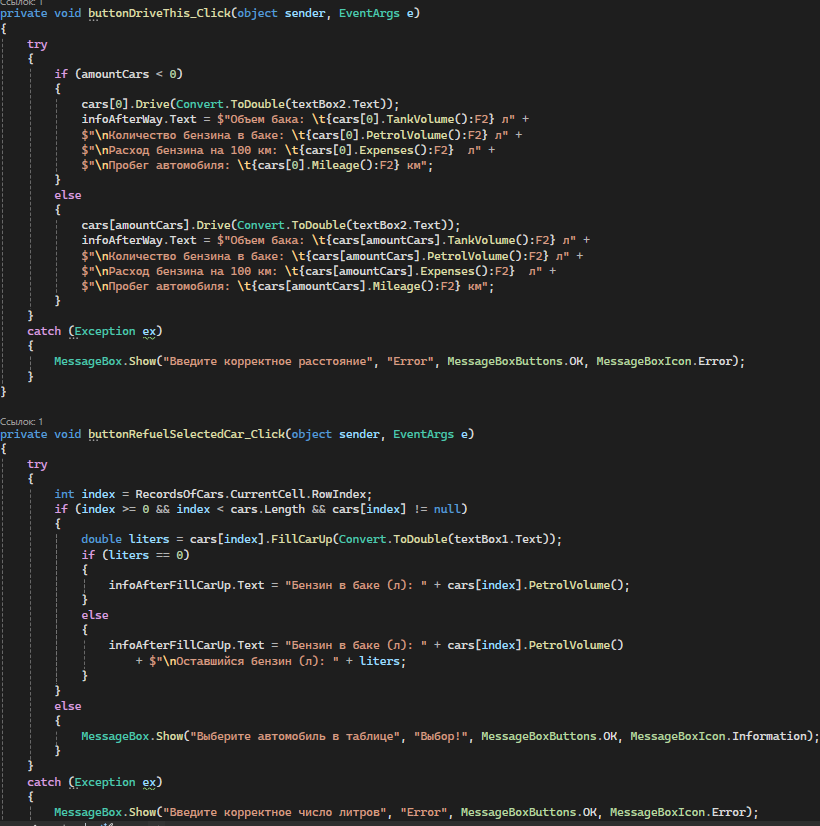 Ссылок: 1
private void buttonDriveThis_Click(object sender, EventArgs e)
{
    try
    {
        if (amountCars < 0)
        {
            cars[0].Drive(Convert.ToDouble(textBox2.Text));
            infoAfterWay.Text = $"Объем бака: \t{cars[0].TankVolume():F2} л" +
            $"\nКоличество бензина в баке: \t{cars[0].PetrolVolume():F2} л" +
            $"\nРасход бензина на 100 км: \t{cars[0].Expenses():F2}  л" +
            $"\nПробег автомобиля: \t{cars[0].Mileage():F2} км";
        }
        else
        {
            cars[amountCars].Drive(Convert.ToDouble(textBox2.Text));
            infoAfterWay.Text = $"Объем бака: \t{cars[amountCars].TankVolume():F2} л" +
            $"\nКоличество бензина в баке: \t{cars[amountCars].PetrolVolume():F2} л" +
            $"\nРасход бензина на 100 км: \t{cars[amountCars].Expenses():F2}  л" +
            $"\nПробег автомобиля: \t{cars[amountCars].Mileage():F2} км";
        }
    }
    catch (Exception ex)
    {
        MessageBox.Show("Введите корректное расстояние", "Error", MessageBoxButtons.OK, MessageBoxIcon.Error);
    }
}
Ссылок: 1
private void buttonRefuelSelectedCar_Click(object sender, EventArgs e)
{
    try
    {
        int index = RecordsOfCars.CurrentCell.RowIndex;
        if (index >= 0 && index < cars.Length && cars[index] != null)
        {
            double liters = cars[index].FillCarUp(Convert.ToDouble(textBox1.Text));
            if (liters == 0)
            {
                infoAfterFillCarUp.Text = "Бензин в баке (л): " + cars[index].PetrolVolume();
            }
            else
            {
                infoAfterFillCarUp.Text = "Бензин в баке (л): " + cars[index].PetrolVolume()
                    + $"\nОставшийся бензин (л): " + liters;
            }
        }
        else
        {
            MessageBox.Show("Выберите автомобиль в таблице", "Выбор!", MessageBoxButtons.OK, MessageBoxIcon.Information);
        }
    }
    catch (Exception ex)
    {
        MessageBox.Show("Введите корректное число литров", "Error", MessageBoxButtons.OK, MessageBoxIcon.Error);